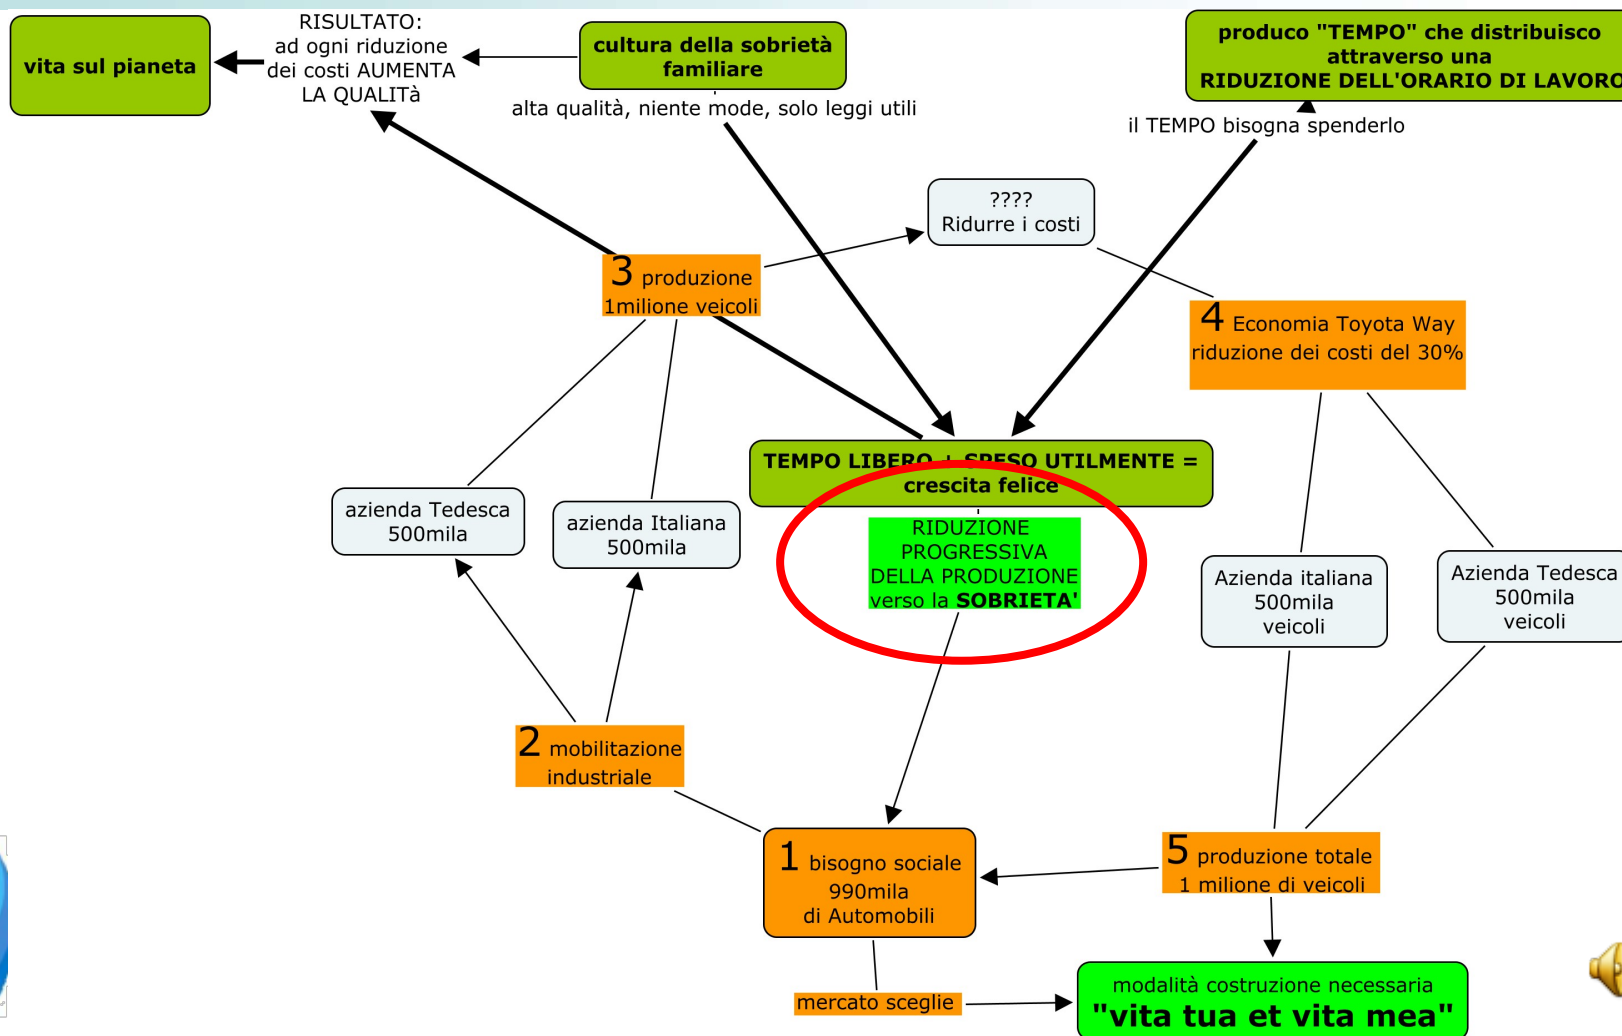 vita sul pianeta
RISULTATO:
ad ogni riduzione
dei costi AUMENTA
LA QUALITà
cultura della sobrietà
familiare
alta qualità, niente mode, solo leggi utili
produco "TEMPO" che distribuisco
attraverso una
RIDUZIONE DELL'ORARIO DI LAVORO
il TEMPO bisogna spenderlo
????
Ridurre i costi
3 produzione
1milione veicoli
4 Economia Toyota Way
riduzione dei costi del 30%
TEMPO LIBERO + SPESO UTILMENTE =
crescita felice
azienda Tedesca
500mila
azienda Italiana
500mila
RIDUZIONE
PROGRESSIVA
DELLA PRODUZIONE
verso la SOBRIETA'
Azienda italiana
500mila
veicoli
Azienda Tedesca
500mila
veicoli
2 mobilitazione
industriale
1 bisogno sociale
990mila
di Automobili
5 produzione totale
1 milione di veicoli
mercato sceglie
modalità costruzione necessaria
"vita tua et vita mea"